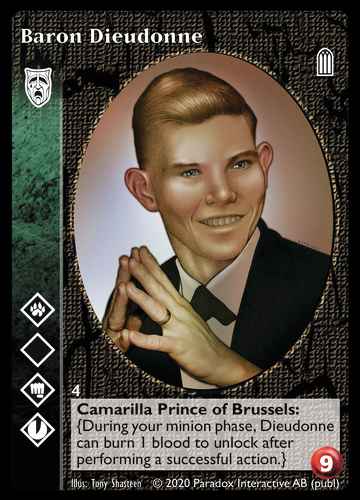 Baron Dieudonne
4
Camarilla Prince of Brussels:
{During your minion phase, Dieudonne
can burn 1 blood to unlock after
performing a successful action.}
9
Illus: Tony Shasteen © 2020 Paradox Interactive AB (publ)